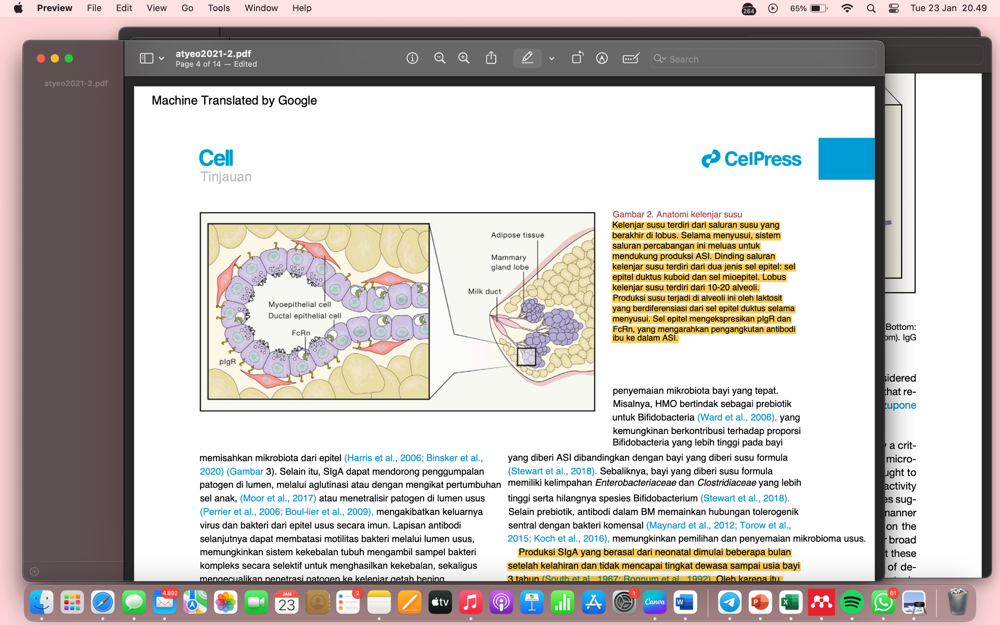 Preview File Edit View Go Tools Window Help
264 65% Tue 23 Jan 20.49
atyeo2021-2.pdf
atyeo2021-2.pdf
Page 4 of 14 — Edited
Search
Machine Translated by Google
Cell
Tinjauan
CelPress
Adipose tissue
Mammary
gland lobe
Milk duct
Myoepithelial cell
Ductal epithelial cell
FcRn
pIgR
Gambar 2. Anatomi kelenjar susu
Kelenjar susu terdiri dari saluran susu yang
berakhir di lobus. Selama menyusui, sistem
saluran percabangan ini meluas untuk
mendukung produksi ASI. Dinding saluran
kelenjar susu terdiri dari dua jenis sel epitel: sel
epitel duktus kuboid dan sel mioepitel. Lobus
kelenjar susu terdiri dari 10-20 alveoli.
Produksi susu terjadi di alveoli ini oleh laktosit
yang berdiferensiasi dari sel epitel duktus selama
menyusui. Sel epitel mengekspresikan pIgR dan
FcRn, yang mengarahkan pengangkutan antibodi
ibu ke dalam ASI.
penyemaian mikrobiota bayi yang tepat.
Misalnya, HMO bertindak sebagai prebiotik
untuk Bifidobacteria (Ward et al., 2006), yang
kemungkinan berkontribusi terhadap proporsi
Bifidobacteria yang lebih tinggi pada bayi
memisahkan mikrobiota dari epitel (Harris et al., 2006; Binsker et al.,
2020) (Gambar 3). Selain itu, SIgA dapat mendorong penggumpalan
patogen di lumen, melalui aglutinasi atau dengan mengikat pertumbuhan
sel anak, (Moor et al., 2017) atau menetralisir patogen di lumen usus
(Perrier et al., 2006; Boul-lier et al., 2009), mengakibatkan keluarnya
virus dan bakteri dari epitel usus secara imun. Lapisan antibodi
selanjutnya dapat membatasi motilitas bakteri melalui lumen usus,
memungkinkan sistem kekebalan tubuh mengambil sampel bakteri
kompleks secara selektif untuk menghasilkan kekebalan, sekaligus
mengecualikan penetrasi patogen ke kelenjar getah bening
yang diberi ASI dibandingkan dengan bayi yang diberi susu formula
(Stewart et al., 2018). Sebaliknya, bayi yang diberi susu formula
memiliki kelimpahan Enterobacteriaceae dan Clostridiaceae yang lebih
tinggi serta hilangnya spesies Bifidobacterium (Stewart et al., 2018).
Selain prebiotik, antibodi dalam BM memainkan hubungan tolerogenik
sentral dengan bakteri komensal (Maynard et al., 2012; Torow et al.,
2015; Koch et al., 2016), memungkinkan pemilihan dan penyemaian mikrobioma usus.
Produksi SIgA yang berasal dari neonatal dimulai beberapa bulan
setelah kelahiran dan tidak mencapai tingkat dewasa sampai usia bayi
3 tahun (South et al., 1967; Rognum et al., 1992). Oleh karena itu
Bottom:
om). IgG
sidered
that re-
zupone
y a crit-
micro-
ught to
activity
es sug-
manner
on the
r broad
t these
of de-
4.892
JAN
23
2
tv
1
Canva
W
P
X
61